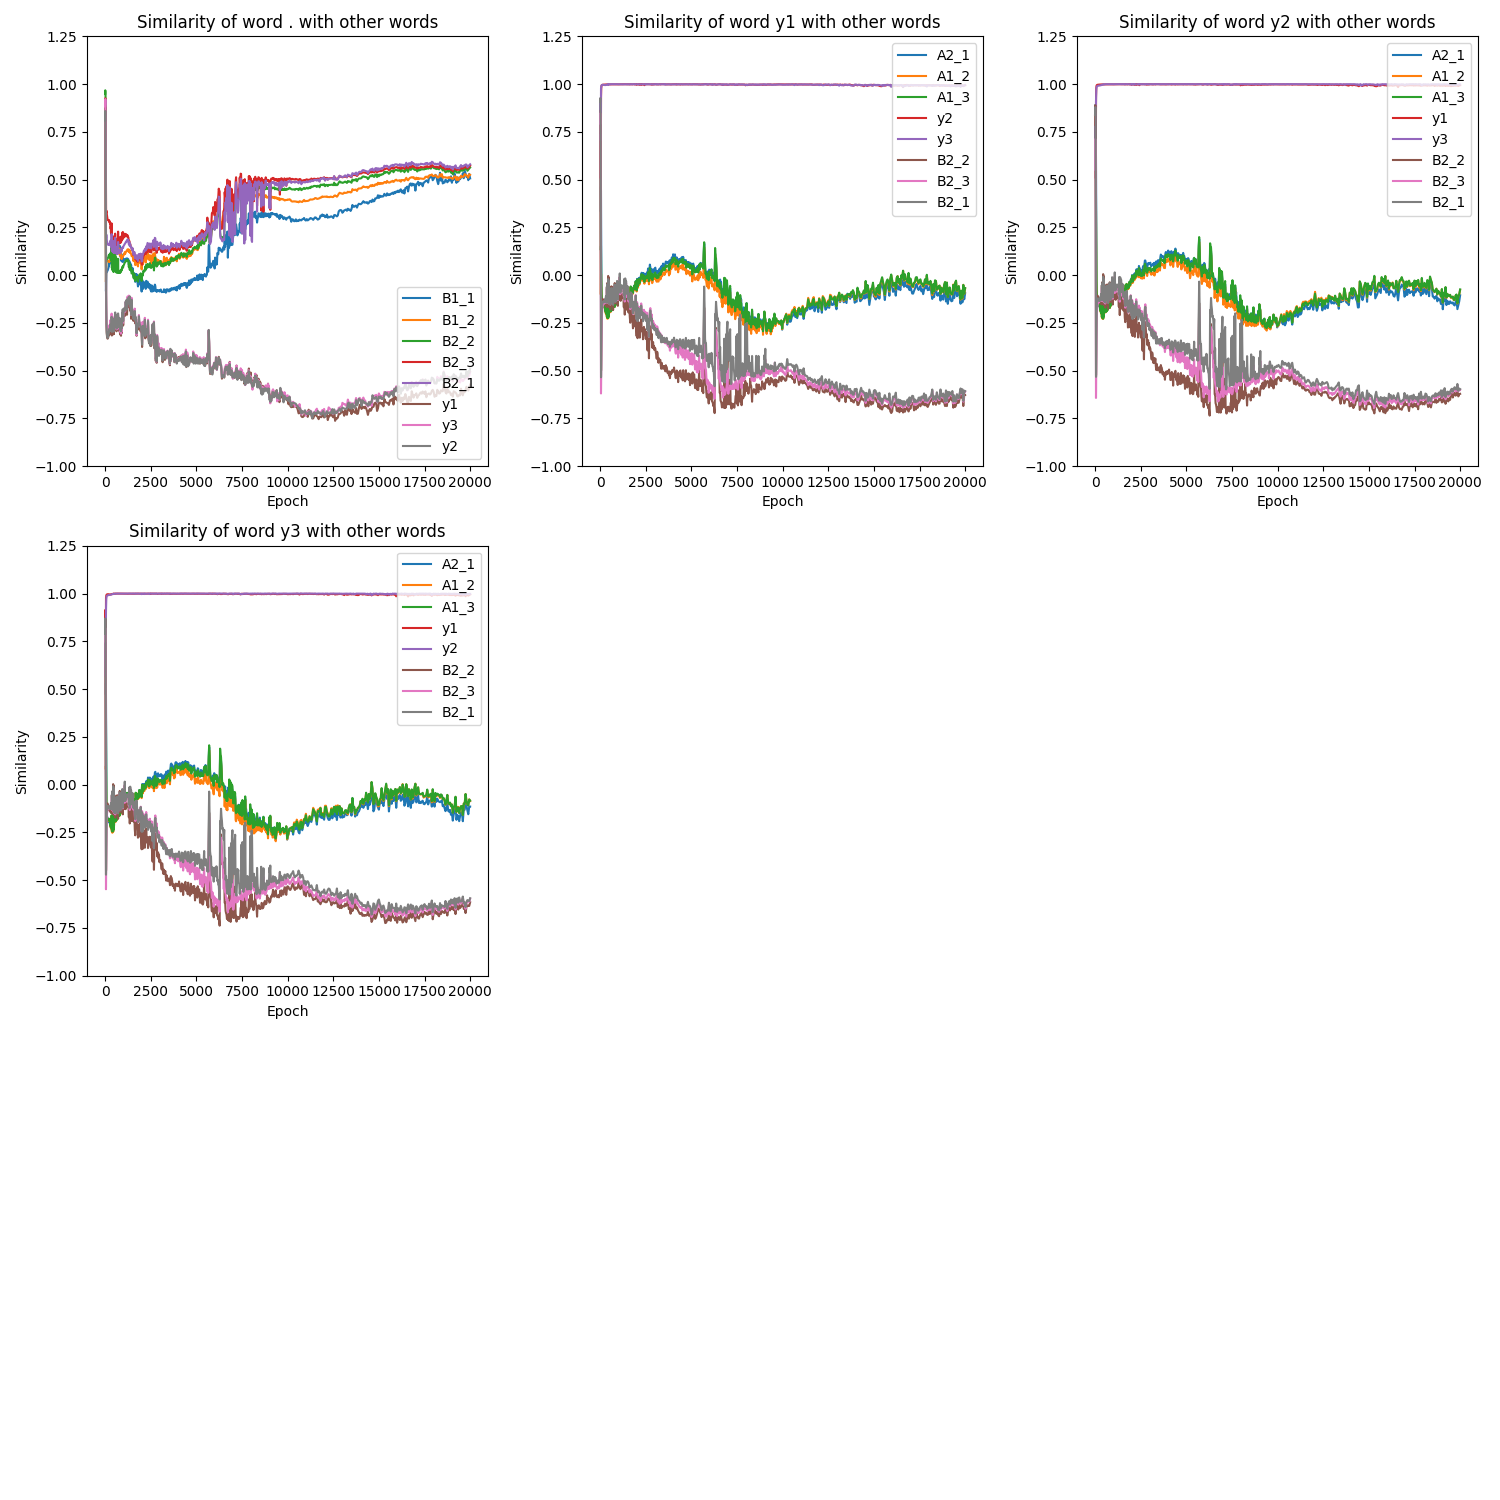 Similarity of word . with other words
1.25
1.00
0.75
0.50
0.25
0.00
−0.25
−0.50
−0.75
−1.00
Similarity
B1_1
B1_2
B2_2
B2_3
B2_1
y1
y3
y2
0 2500 5000 7500 10000 12500 15000 17500 20000
Epoch
Similarity of word y1 with other words
1.25
1.00
0.75
0.50
0.25
0.00
−0.25
−0.50
−0.75
−1.00
Similarity
A2_1
A1_2
A1_3
y2
y3
B2_2
B2_3
B2_1
0 2500 5000 7500 10000 12500 15000 17500 20000
Epoch
Similarity of word y2 with other words
1.25
1.00
0.75
0.50
0.25
0.00
−0.25
−0.50
−0.75
−1.00
Similarity
A2_1
A1_2
A1_3
y1
y3
B2_2
B2_3
B2_1
0 2500 5000 7500 10000 12500 15000 17500 20000
Epoch
Similarity of word y3 with other words
1.25
1.00
0.75
0.50
0.25
0.00
−0.25
−0.50
−0.75
−1.00
Similarity
A2_1
A1_2
A1_3
y1
y2
B2_2
B2_3
B2_1
0 2500 5000 7500 10000 12500 15000 17500 20000
Epoch